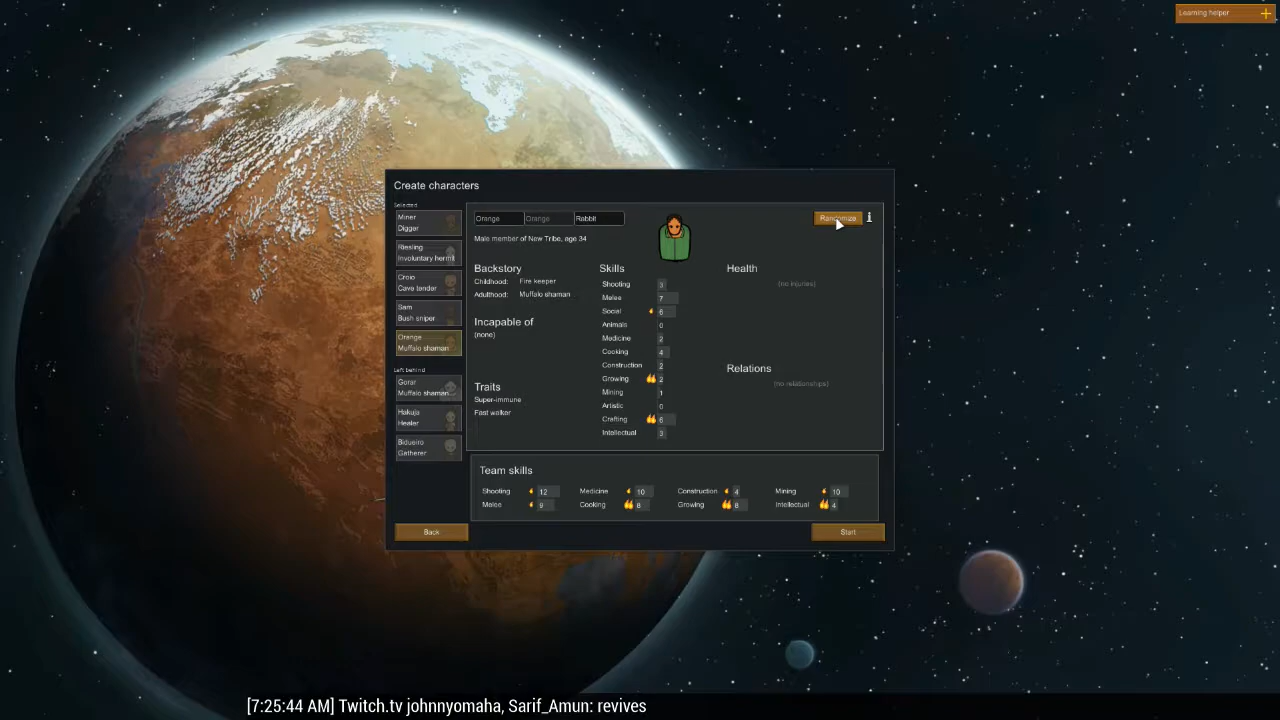 Learning helper
Create characters
Selected
Miner
Digger
Riesling
Involuntary hermit
Croio
Cave tender
Sam
Bush sniper
Orange
Muffalo shaman
Left behind
Gorar
Muffalo shaman
Hakuja
Healer
Bidueiro
Gatherer
Orange Orange Rabbit
Randomize
Male member of New Tribe, age 34
Backstory
Childhood: Fire keeper
Adulthood: Muffalo shaman
Incapable of
(none)
Traits
Super-immune
Fast walker
Skills
Shooting 3
Melee 7
Social 6
Animals 0
Medicine 2
Cooking 4
Construction 2
Growing 2
Mining 1
Artistic 0
Crafting 6
Intellectual 3
Health
(no injuries)
Relations
(no relationships)
Team skills
Shooting 12 Medicine 10 Construction 4 Mining 10
Melee 9 Cooking 8 Growing 8 Intellectual 4
Back
Start
[7:25:44 AM] Twitch.tv johnnyomaha, Sarif_Amun: revives